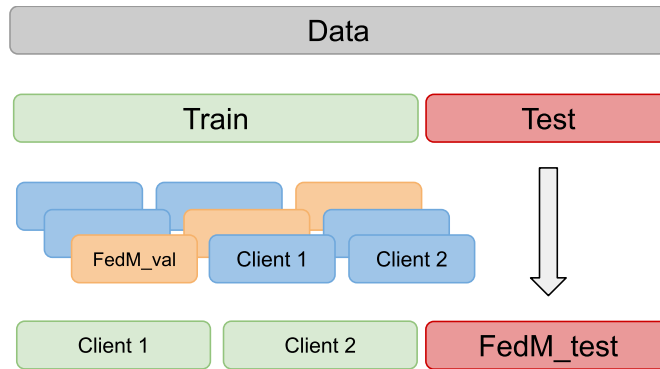 Data
Train
Test
FedM_val
Client 1
Client 2
Client 1
Client 2
FedM_test